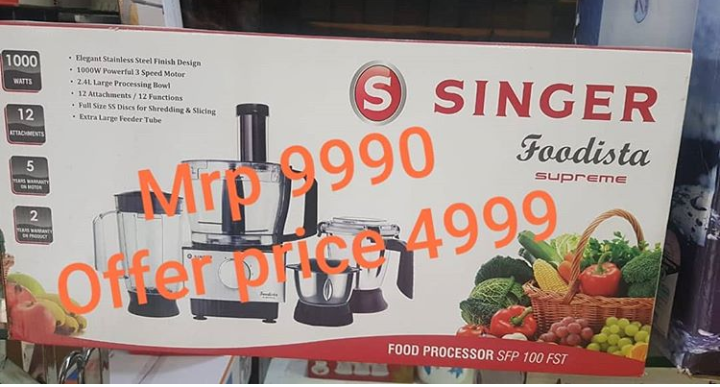 1000
WATTS
12
ATTACHMENTS
5
YEARS WARRANTY
ON MOTOR
2
YEARS WARRANTY
ON PRODUCT
• Elegant Stainless Steel Finish Design
• 1000W Powerful 3 Speed Motor
• 2.4L Large Processing Bowl
• 12 Attachments / 12 Functions
• Full Size SS Discs for Shredding & Slicing
• Extra Large Feeder Tube
S SINGER
Foodista
supreme
Mrp 9990
Offer price 4999
Foodista
FOOD PROCESSOR SFP 100 FST